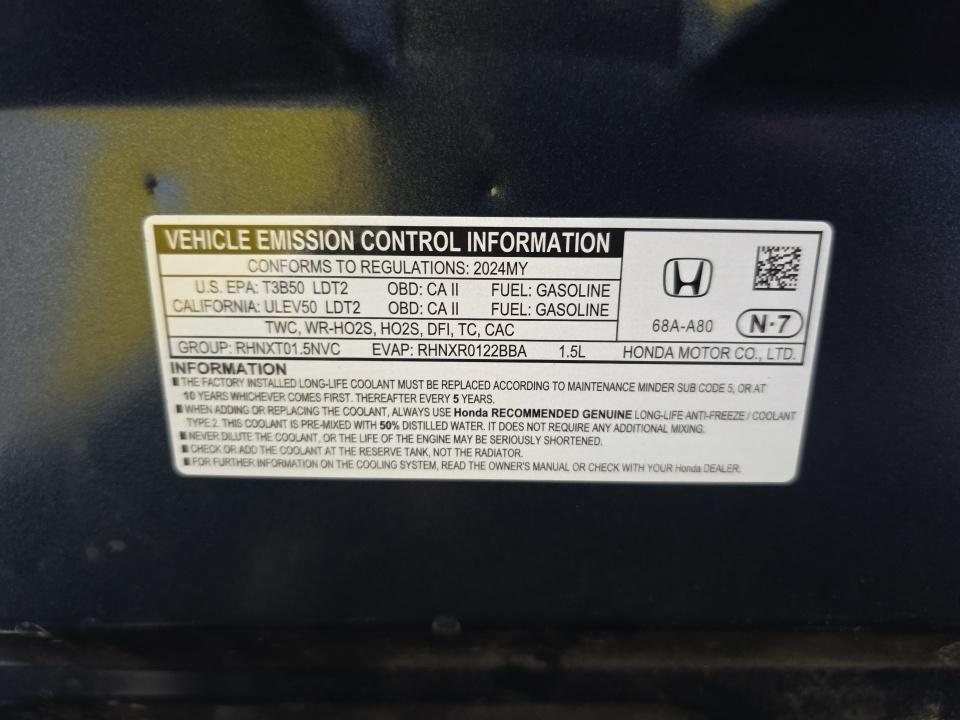 VEHICLE EMISSION CONTROL INFORMATION
CONFORMS TO REGULATIONS: 2024MY
U.S. EPA: T3B50 LDT2 OBD: CA II FUEL: GASOLINE
CALIFORNIA: ULEV50 LDT2 OBD: CA II FUEL: GASOLINE
TWC, WR-HO2S, HO2S, DFI, TC, CAC
68A-A80 N-7
GROUP: RHNXT01.5NVC EVAP: RHNXR0122BBA 1.5L HONDA MOTOR CO., LTD.
INFORMATION
■ THE FACTORY INSTALLED LONG-LIFE COOLANT MUST BE REPLACED ACCORDING TO MAINTENANCE MINDER SUB CODE 5, OR AT
10 YEARS WHICHEVER COMES FIRST. THEREAFTER EVERY 5 YEARS.
■ WHEN ADDING OR REPLACING THE COOLANT, ALWAYS USE Honda RECOMMENDED GENUINE LONG-LIFE ANTI-FREEZE / COOLANT
TYPE 2. THIS COOLANT IS PRE-MIXED WITH 50% DISTILLED WATER. IT DOES NOT REQUIRE ANY ADDITIONAL MIXING.
■ NEVER DILUTE THE COOLANT, OR THE LIFE OF THE ENGINE MAY BE SERIOUSLY SHORTENED.
■ CHECK OR ADD THE COOLANT AT THE RESERVE TANK, NOT THE RADIATOR.
■ FOR FURTHER INFORMATION ON THE COOLING SYSTEM, READ THE OWNER'S MANUAL OR CHECK WITH YOUR Honda DEALER.